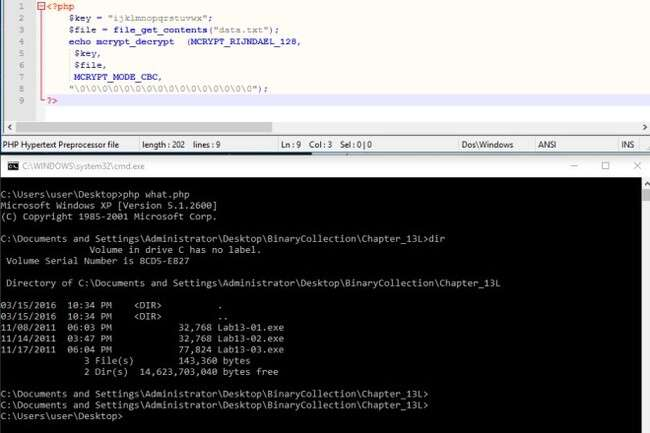 1 <?php
2 $key = "ijklmnopqrstuvwx";
3 $file = file_get_contents("data.txt");
4 echo mcrypt_decrypt (MCRYPT_RIJNDAEL_128,
5 $key,
6 $file,
7 MCRYPT_MODE_CBC,
8 "\0\0\0\0\0\0\0\0\0\0\0\0\0\0\0\0");
9 ?>
PHP Hypertext Preprocessor file length : 202 lines : 9 Ln : 9 Col : 3 Sel : 0 | 0 Dos\Windows ANSI INS
C:\WINDOWS\system32\cmd.exe
C:\Users\user\Desktop>php what.php
Microsoft Windows XP [Version 5.1.2600]
(C) Copyright 1985-2001 Microsoft Corp.
C:\Documents and Settings\Administrator\Desktop\BinaryCollection\Chapter_13L>dir
Volume in drive C has no label.
Volume Serial Number is 8CD5-E827
Directory of C:\Documents and Settings\Administrator\Desktop\BinaryCollection\Chapter_13L
03/15/2016 10:34 PM <DIR> .
03/15/2016 10:34 PM <DIR> ..
11/08/2011 06:03 PM 32,768 Lab13-01.exe
11/14/2011 03:47 PM 32,768 Lab13-02.exe
11/17/2011 06:04 PM 77,824 Lab13-03.exe
3 File(s) 143,360 bytes
2 Dir(s) 14,623,703,040 bytes free
C:\Documents and Settings\Administrator\Desktop\BinaryCollection\Chapter_13L>
C:\Documents and Settings\Administrator\Desktop\BinaryCollection\Chapter_13L>
C:\Users\user\Desktop>